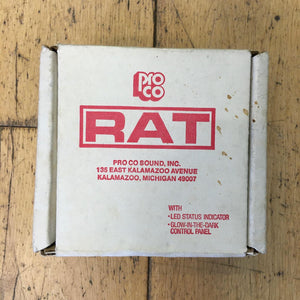 PRO
CO
RAT
PRO CO SOUND, INC.
135 EAST KALAMAZOO AVENUE
KALAMAZOO, MICHIGAN 49007
WITH
•LED STATUS INDICATOR
•GLOW-IN-THE-DARK
CONTROL PANEL